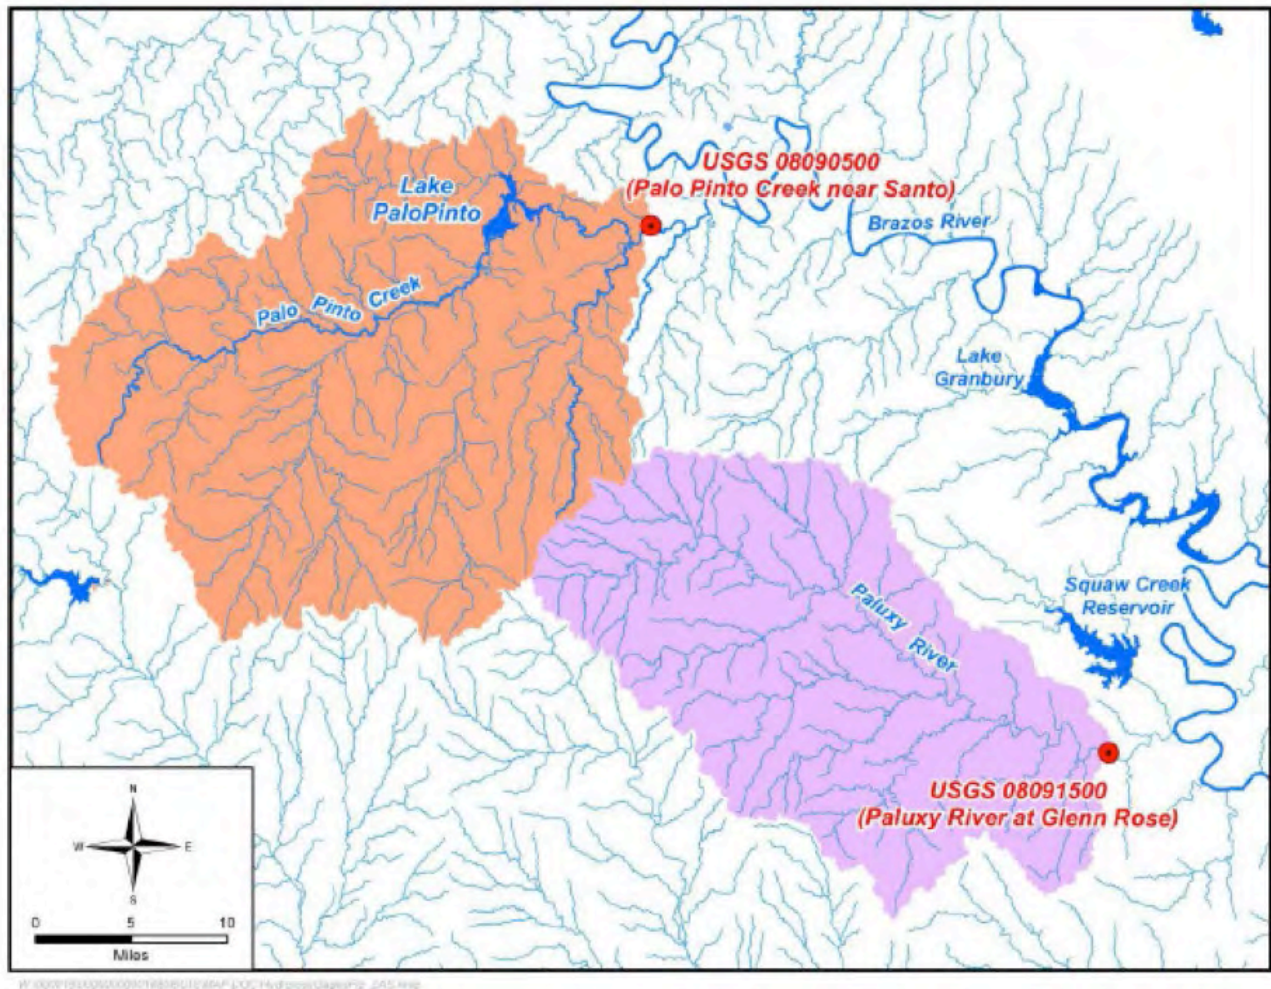 USGS 08090500
(Palo Pinto Creek near Santo)
Lake
PaloPinto
Brazos River
Palo Pinto Creek
Lake
Granbury
Squaw Creek
Reservoir
Paluxy River
USGS 08091500
(Paluxy River at Glenn Rose)
N
W E
S
0 5 10
Miles